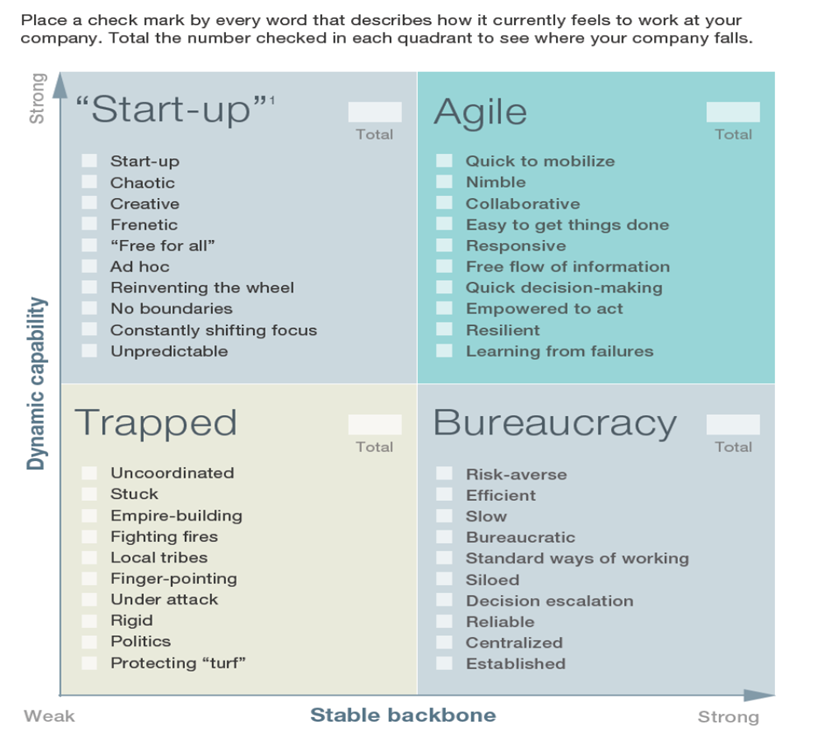 Place a check mark by every word that describes how it currently feels to work at your
company. Total the number checked in each quadrant to see where your company falls.
Strong
Dynamic capability
“Start-up”¹
Total
Start-up
Chaotic
Creative
Frenetic
“Free for all”
Ad hoc
Reinventing the wheel
No boundaries
Constantly shifting focus
Unpredictable
Agile
Total
Quick to mobilize
Nimble
Collaborative
Easy to get things done
Responsive
Free flow of information
Quick decision-making
Empowered to act
Resilient
Learning from failures
Trapped
Total
Uncoordinated
Stuck
Empire-building
Fighting fires
Local tribes
Finger-pointing
Under attack
Rigid
Politics
Protecting “turf”
Bureaucracy
Total
Risk-averse
Efficient
Slow
Bureaucratic
Standard ways of working
Siloed
Decision escalation
Reliable
Centralized
Established
Weak
Stable backbone
Strong